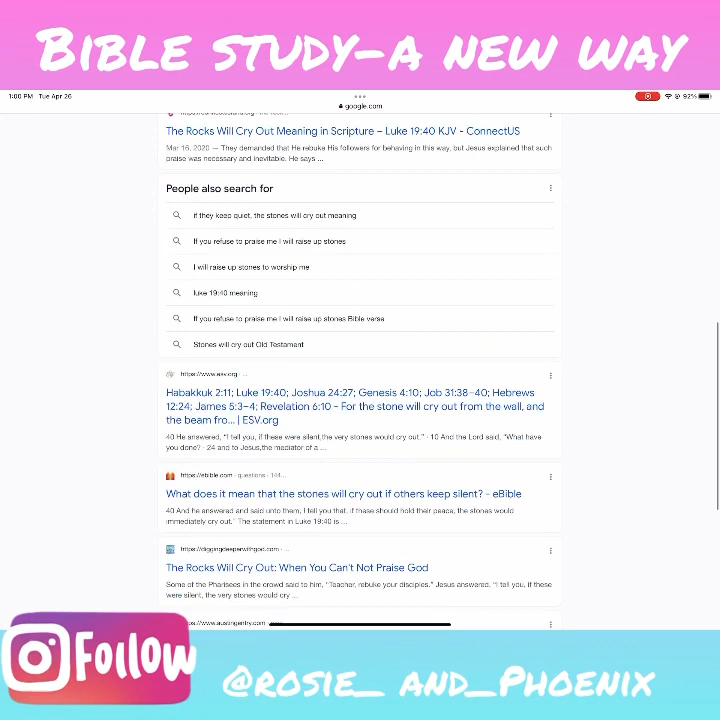 BIBLE STUDY-A NEW WAY
1:00 PM Tue Apr 26
92%
google.com
The Rocks Will Cry Out Meaning in Scripture – Luke 19:40 KJV - ConnectUS
Mar 16, 2020 — They demanded that He rebuke His followers for behaving in this way, but Jesus explained that such
praise was necessary and inevitable. He says ...
People also search for
if they keep quiet, the stones will cry out meaning
If you refuse to praise me I will raise up stones
I will raise up stones to worship me
luke 19:40 meaning
If you refuse to praise me I will raise up stones Bible verse
Stones will cry out Old Testament
https://www.esv.org › ...
Habakkuk 2:11; Luke 19:40; Joshua 24:27; Genesis 4:10; Job 31:38–40; Hebrews
12:24; James 5:3–4; Revelation 6:10 - For the stone will cry out from the wall, and
the beam fro... | ESV.org
40 He answered, “I tell you, if these were silent,the very stones would cry out.” · 10 And the Lord said, “What have
you done? · 24 and to Jesus,the mediator of a ...
https://ebible.com › questions › 144...
What does it mean that the stones will cry out if others keep silent? - eBible
40 And he answered and said unto them, I tell you that, if these should hold their peace, the stones would
immediately cry out.” The statement in Luke 19:40 is ...
https://diggingdeeperwithgod.com › ...
The Rocks Will Cry Out: When You Can't Not Praise God
Some of the Pharisees in the crowd said to him, “Teacher, rebuke your disciples.” Jesus answered, “I tell you, if these
were silent, the very stones would cry ...
www.austingentry.com
Follow
@ROSIE_ AND_PHOENIX